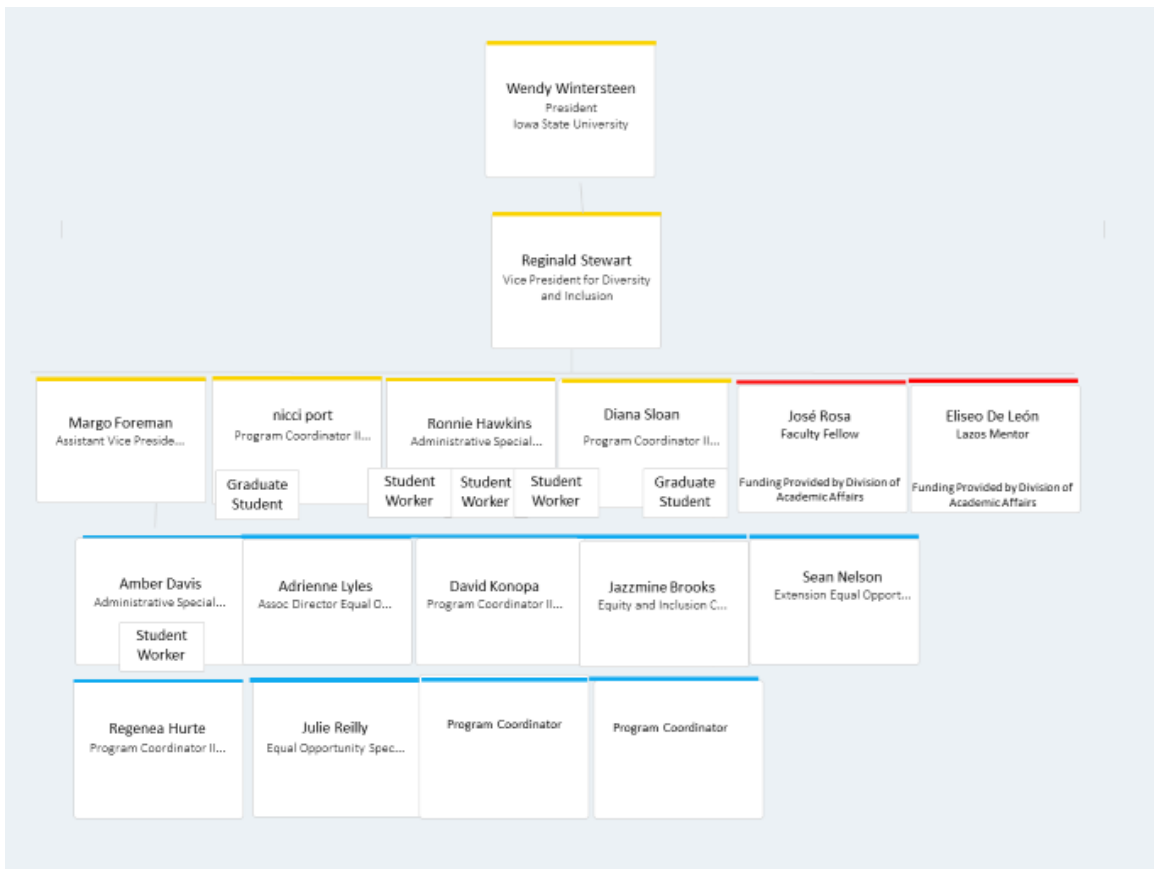 Wendy Wintersteen
President
Iowa State University
Reginald Stewart
Vice President for Diversity
and Inclusion
Margo Foreman
Assistant Vice Preside...
nicci port
Program Coordinator II...
Graduate
Student
Ronnie Hawkins
Administrative Special...
Student
Worker
Student
Worker
Student
Worker
Diana Sloan
Program Coordinator II...
Graduate
Student
José Rosa
Faculty Fellow
Funding Provided by Division of
Academic Affairs
Eliseo De León
Lazos Mentor
Funding Provided by Division of
Academic Affairs
Amber Davis
Administrative Special...
Student
Worker
Adrienne Lyles
Assoc Director Equal O...
David Konopa
Program Coordinator II...
Jazzmine Brooks
Equity and Inclusion C...
Sean Nelson
Extension Equal Opport...
Regenea Hurte
Program Coordinator II...
Julie Reilly
Equal Opportunity Spec...
Program Coordinator
Program Coordinator